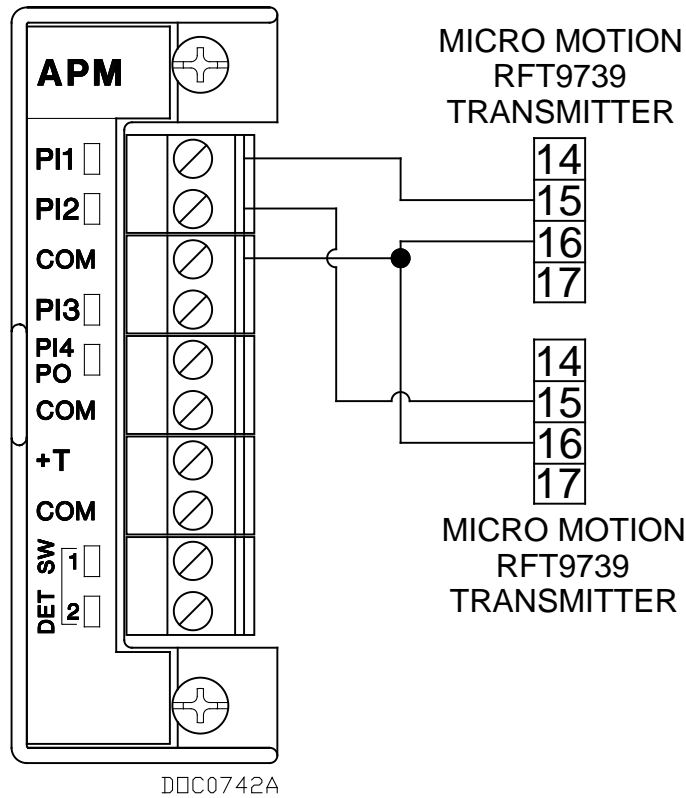 APM
PI1
PI2
COM
PI3
PI4
PO
COM
+T
COM
SW
DET
1
2
MICRO MOTION
RFT9739
TRANSMITTER
14
15
16
17
14
15
16
17
MICRO MOTION
RFT9739
TRANSMITTER
DOC0742A